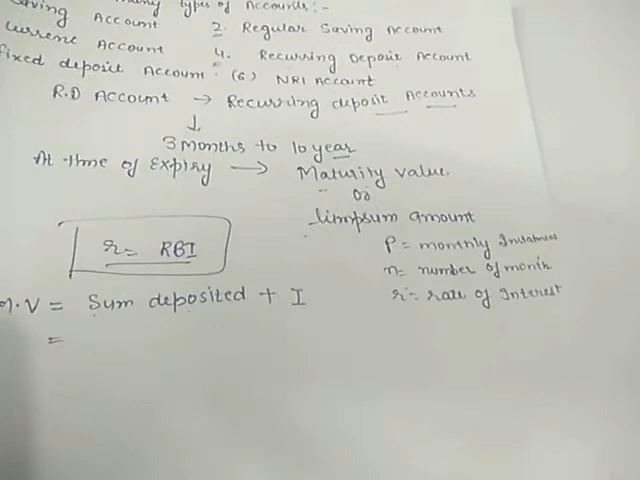 many types of Accounts:-
Saving Account 2. Regular Saving Account
Current Account 4. Recurring Deposit Account
fixed deposit Account. (6) NRI Account
R.D Account → Recurring deposit Accounts
↓
3 Months to 10 year
At time of Expiry → Maturity value.
or
limpsum amount
r = RBI
P = monthly
n = number of month
r = rate of Interest
M.V = Sum deposited + I
=